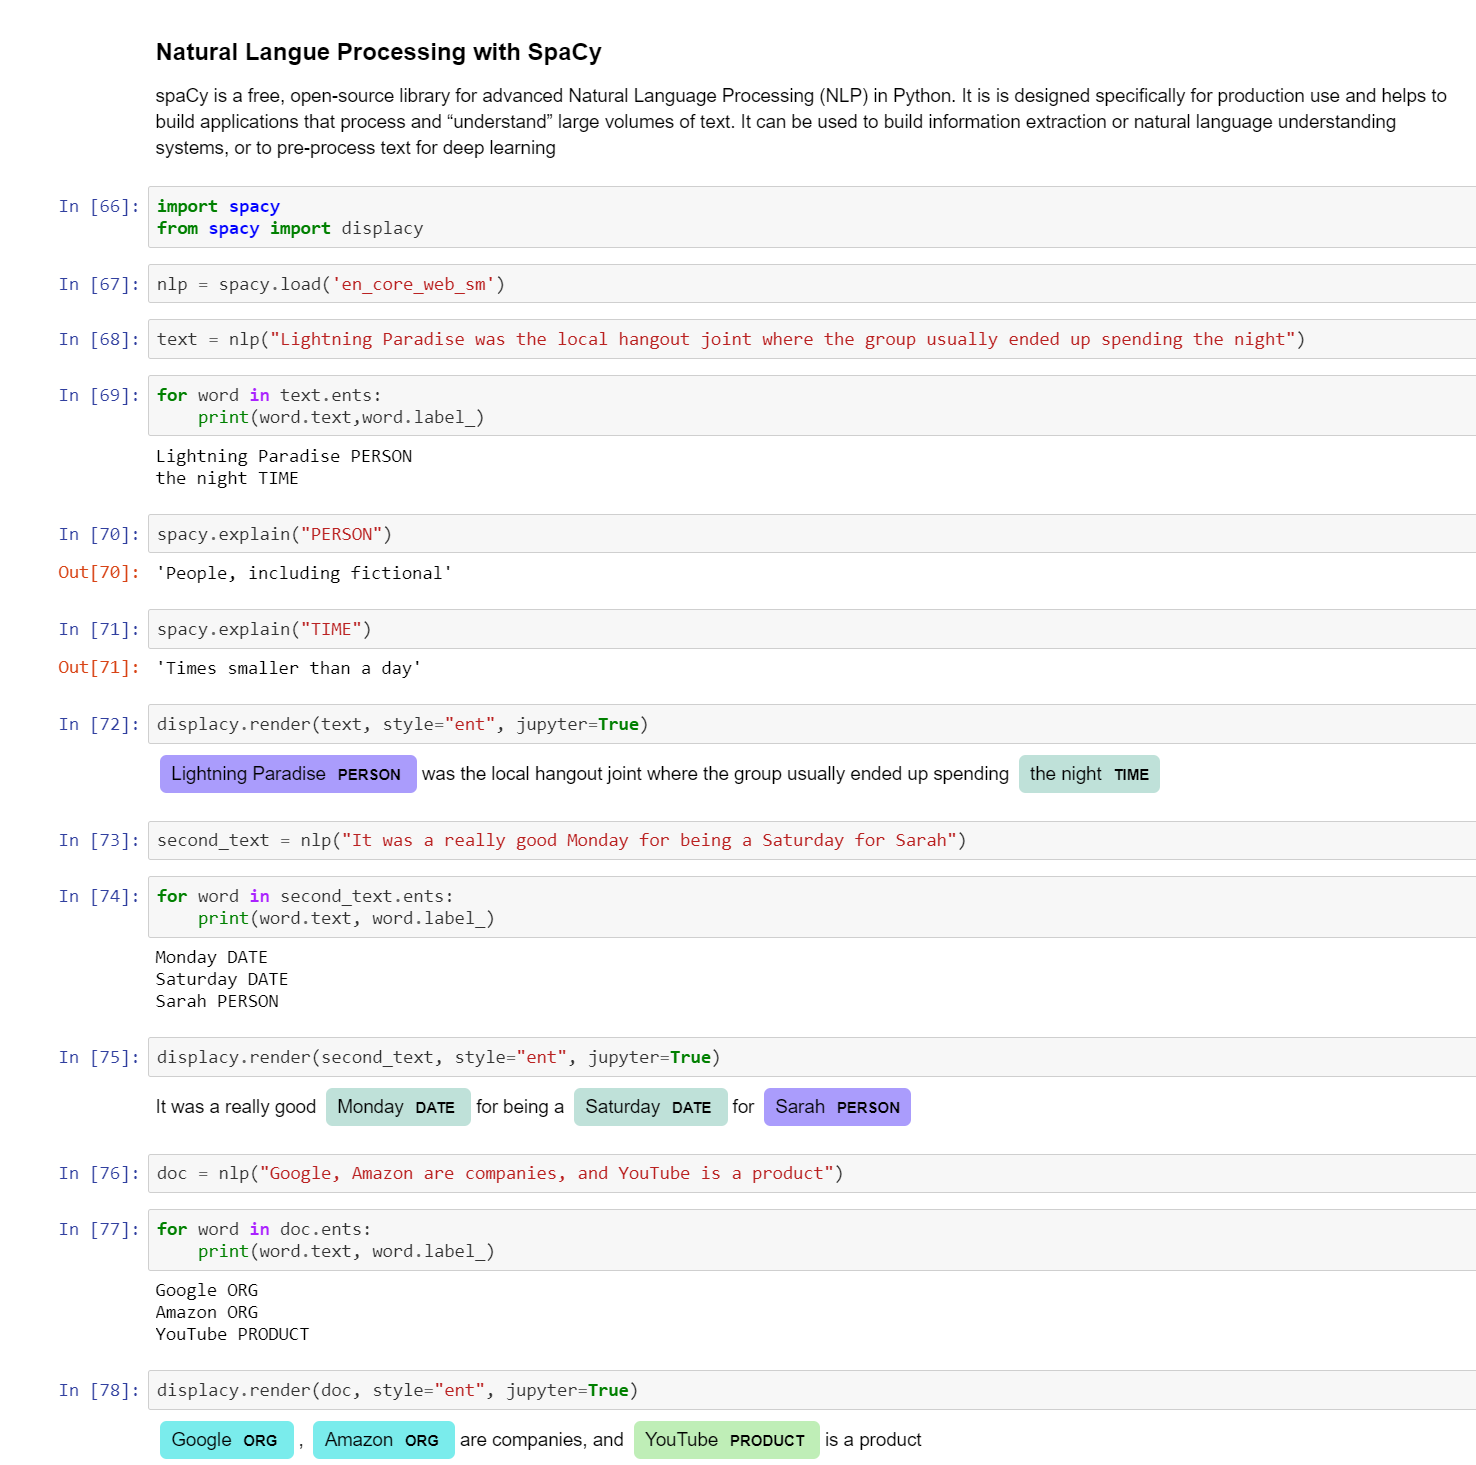 Natural Langue Processing with SpaCy
spaCy is a free, open-source library for advanced Natural Language Processing (NLP) in Python. It is is designed specifically for production use and helps to
build applications that process and “understand” large volumes of text. It can be used to build information extraction or natural language understanding
systems, or to pre-process text for deep learning
In [66]: import spacy
from spacy import displacy
In [67]: nlp = spacy.load('en_core_web_sm')
In [68]: text = nlp("Lightning Paradise was the local hangout joint where the group usually ended up spending the night")
In [69]: for word in text.ents:
    print(word.text,word.label_)
Lightning Paradise PERSON
the night TIME
In [70]: spacy.explain("PERSON")
Out[70]: 'People, including fictional'
In [71]: spacy.explain("TIME")
Out[71]: 'Times smaller than a day'
In [72]: displacy.render(text, style="ent", jupyter=True)
Lightning Paradise PERSON was the local hangout joint where the group usually ended up spending the night TIME
In [73]: second_text = nlp("It was a really good Monday for being a Saturday for Sarah")
In [74]: for word in second_text.ents:
    print(word.text, word.label_)
Monday DATE
Saturday DATE
Sarah PERSON
In [75]: displacy.render(second_text, style="ent", jupyter=True)
It was a really good Monday DATE for being a Saturday DATE for Sarah PERSON
In [76]: doc = nlp("Google, Amazon are companies, and YouTube is a product")
In [77]: for word in doc.ents:
    print(word.text, word.label_)
Google ORG
Amazon ORG
YouTube PRODUCT
In [78]: displacy.render(doc, style="ent", jupyter=True)
Google ORG , Amazon ORG are companies, and YouTube PRODUCT is a product